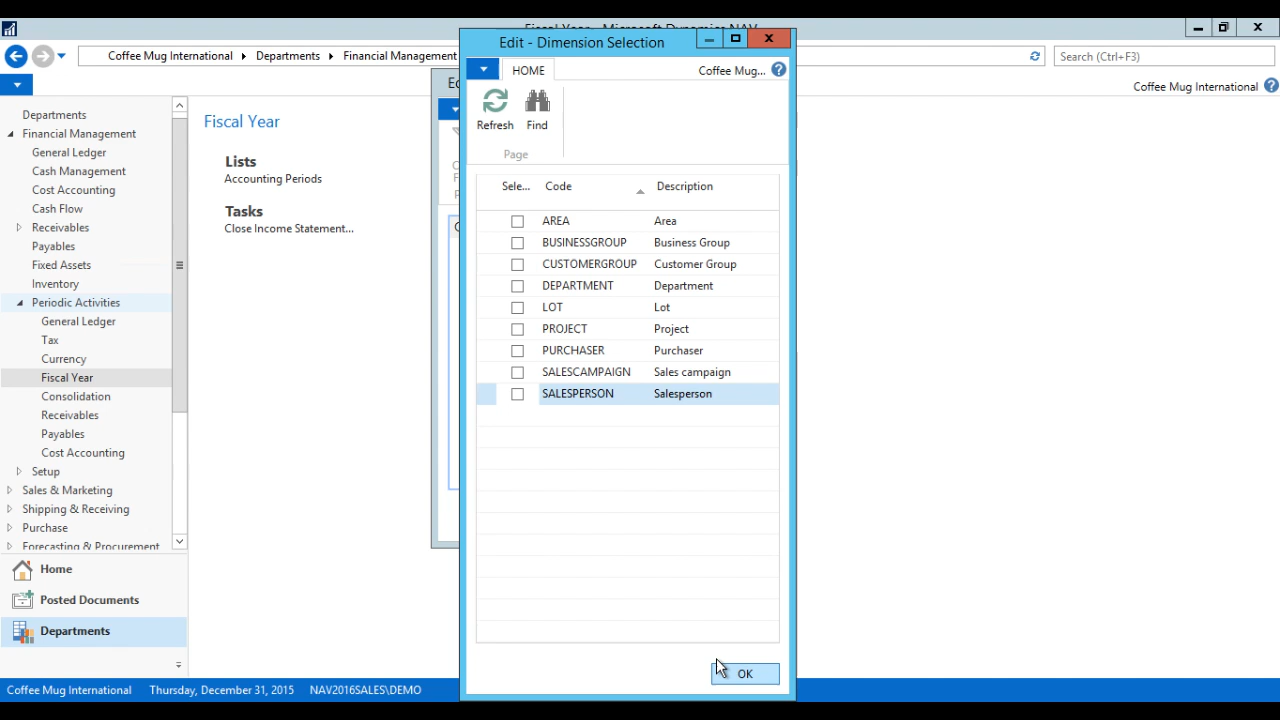 Fiscal Year - Microsoft Dynamics NAV
Edit - Dimension Selection
Coffee Mug International
Departments
Financial Management
Search (Ctrl+F3)
HOME
Coffee Mug...
Coffee Mug International
Refresh
Find
Page
Departments
Financial Management
General Ledger
Cash Management
Cost Accounting
Cash Flow
Receivables
Payables
Fixed Assets
Inventory
Periodic Activities
General Ledger
Tax
Currency
Fiscal Year
Consolidation
Receivables
Payables
Cost Accounting
Setup
Sales & Marketing
Shipping & Receiving
Purchase
Forecasting & Procurement
Home
Posted Documents
Departments
Fiscal Year
Lists
Accounting Periods
Tasks
Close Income Statement...
Sele... Code Description
AREA Area
BUSINESSGROUP Business Group
CUSTOMERGROUP Customer Group
DEPARTMENT Department
LOT Lot
PROJECT Project
PURCHASER Purchaser
SALESCAMPAIGN Sales campaign
SALESPERSON Salesperson
OK
Coffee Mug International Thursday, December 31, 2015 NAV2016SALES\DEMO